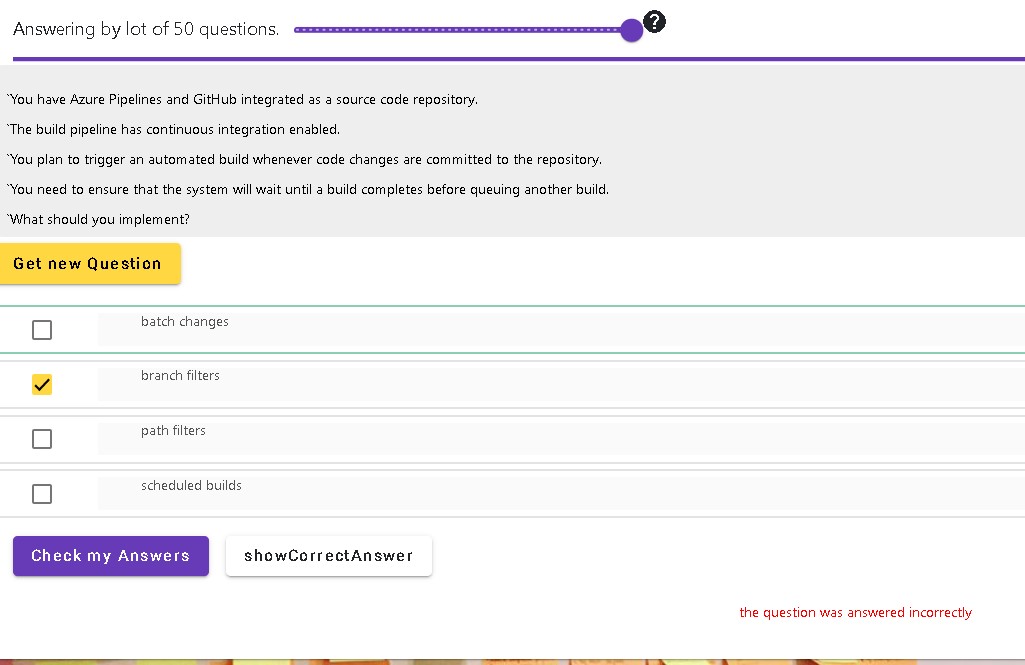 Answering by lot of 50 questions.
?
`You have Azure Pipelines and GitHub integrated as a source code repository.
`The build pipeline has continuous integration enabled.
`You plan to trigger an automated build whenever code changes are committed to the repository.
`You need to ensure that the system will wait until a build completes before queuing another build.
`What should you implement?
Get new Question
batch changes
branch filters
path filters
scheduled builds
Check my Answers
showCorrectAnswer
the question was answered incorrectly